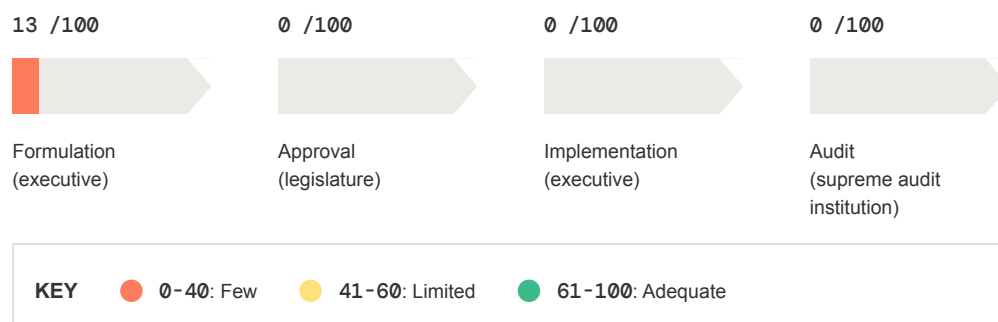 13 /100
0 /100
0 /100
0 /100
Formulation
(executive)
Approval
(legislature)
Implementation
(executive)
Audit
(supreme audit
institution)
KEY
0-40: Few
41-60: Limited
61-100: Adequate